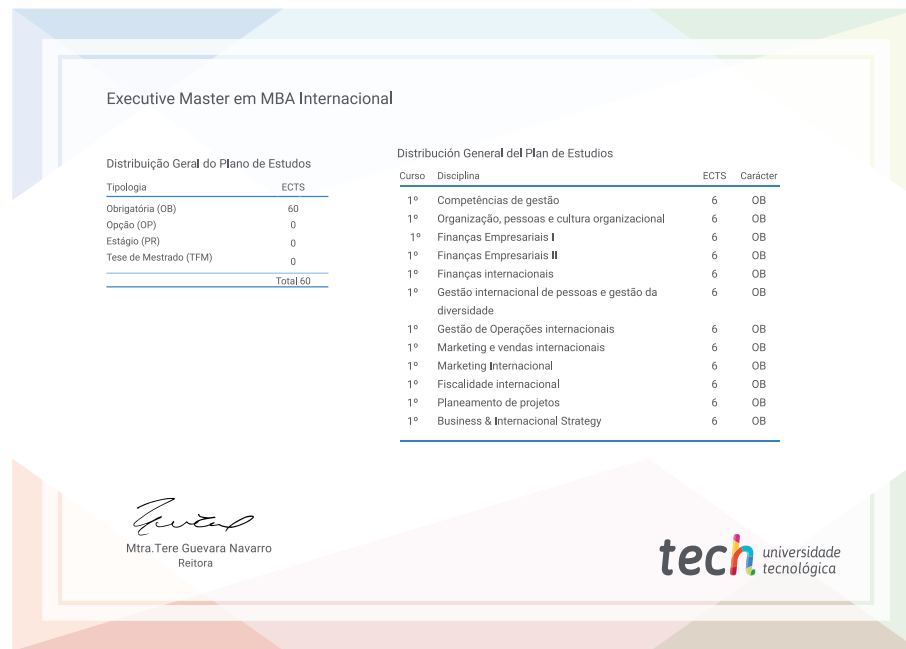 Executive Master em MBA Internacional
Distribuição Geral do Plano de Estudos
Tipologia ECTS
Obrigatória (OB) 60
Opção (OP) 0
Estágio (PR) 0
Tese de Mestrado (TFM) 0
Total 60
Distribución General del Plan de Estudios
Curso Disciplina ECTS Carácter
1º Competências de gestão 6 OB
1º Organização, pessoas e cultura organizacional 6 OB
1º Finanças Empresariais I 6 OB
1º Finanças Empresariais II 6 OB
1º Finanças internacionais 6 OB
1º Gestão internacional de pessoas e gestão da 6 OB
diversidade
1º Gestão de Operações internacionais 6 OB
1º Marketing e vendas internacionais 6 OB
1º Marketing Internacional 6 OB
1º Fiscalidade internacional 6 OB
1º Planeamento de projetos 6 OB
1º Business & Internacional Strategy 6 OB
Mtra.Tere Guevara Navarro
Reitora
tech universidade
tecnológica